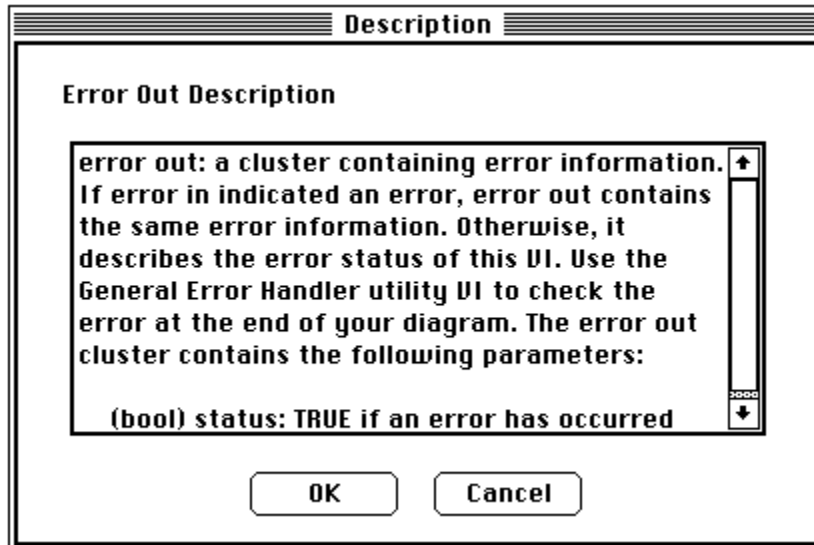 Description
Error Out Description
error out: a cluster containing error information.
If error in indicated an error, error out contains
the same error information. Otherwise, it
describes the error status of this VI. Use the
General Error Handler utility VI to check the
error at the end of your diagram. The error out
cluster contains the following parameters:
(bool) status: TRUE if an error has occurred
OK
Cancel